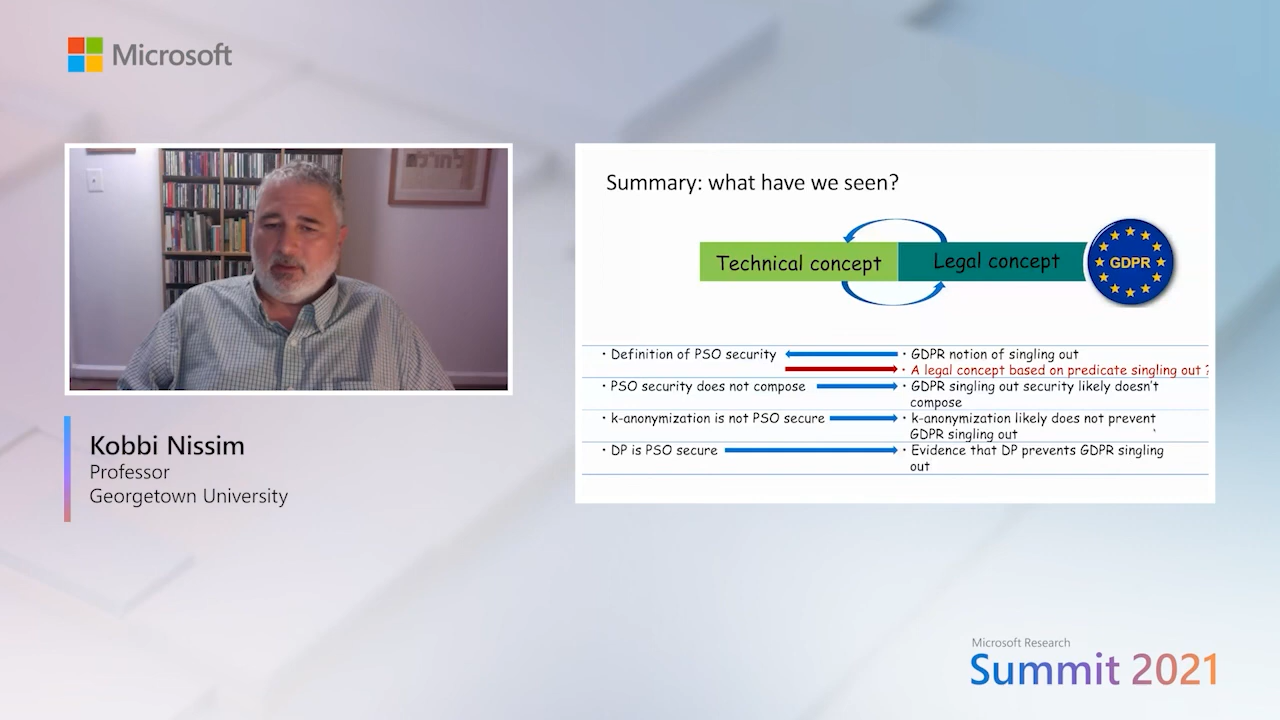 Microsoft
לחרלם
Kobbi Nissim
Professor
Georgetown University
Summary: what have we seen?
Technical concept
Legal concept
GDPR
• Definition of PSO security
• GDPR notion of singling out
• A legal concept based on predicate singling out ?
• PSO security does not compose
• GDPR singling out security likely doesn't
compose
• k-anonymization is not PSO secure
• k-anonymization likely does not prevent
GDPR singling out
• DP is PSO secure
• Evidence that DP prevents GDPR singling
out
Microsoft Research
Summit 2021